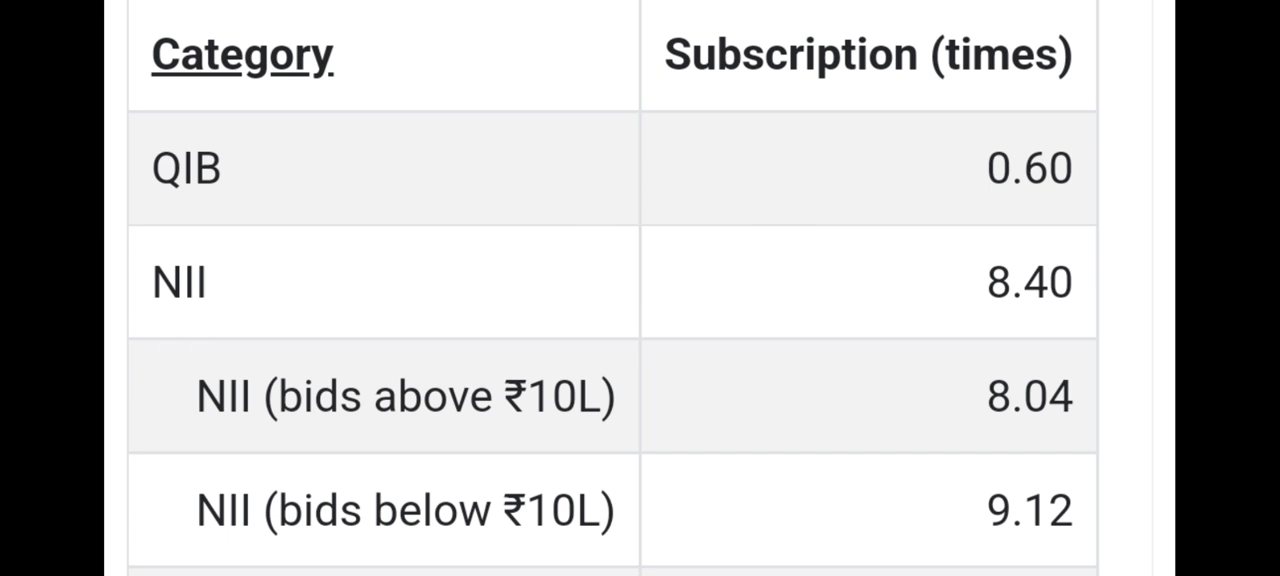 Category Subscription (times)
QIB 0.60
NII 8.40
NII (bids above ₹10L) 8.04
NII (bids below ₹10L) 9.12